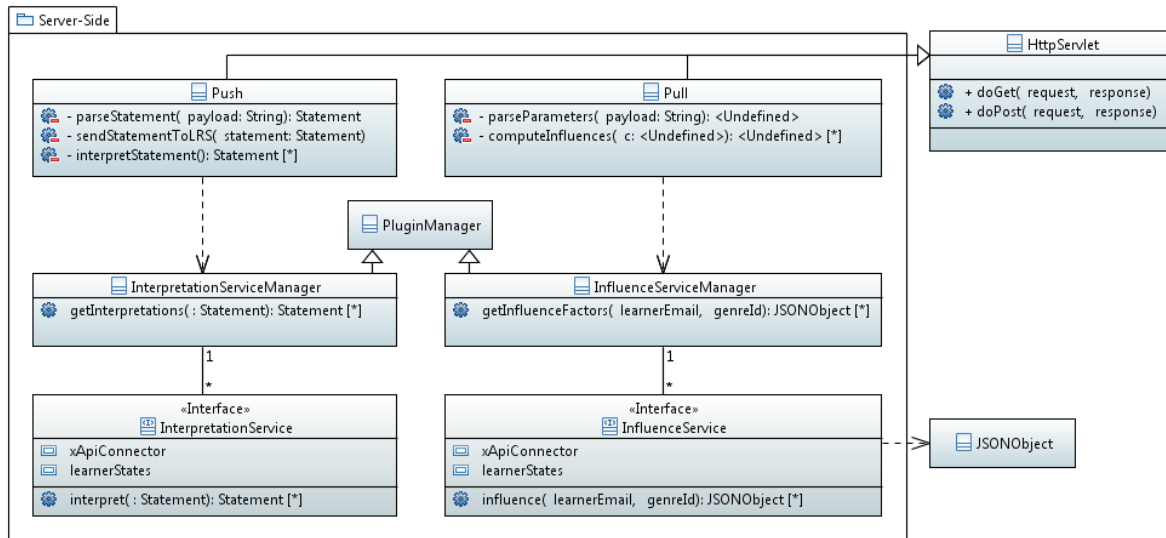 Server-Side
HttpServlet
+ doGet( request, response)
+ doPost( request, response)
Push
- parseStatement( payload: String): Statement
- sendStatementToLRS( statement: Statement)
- interpretStatement(): Statement [*]
Pull
- parseParameters( payload: String): <Undefined>
- computeInfluences( c: <Undefined>): <Undefined> [*]
PluginManager
InterpretationServiceManager
getInterpretations( : Statement): Statement [*]
InfluenceServiceManager
getInfluenceFactors( learnerEmail, genreId): JSONObject [*]
1
*
1
*
«Interface»
InterpretationService
xApiConnector
learnerStates
interpret( : Statement): Statement [*]
«Interface»
InfluenceService
xApiConnector
learnerStates
influence( learnerEmail, genreId): JSONObject [*]
JSONObject